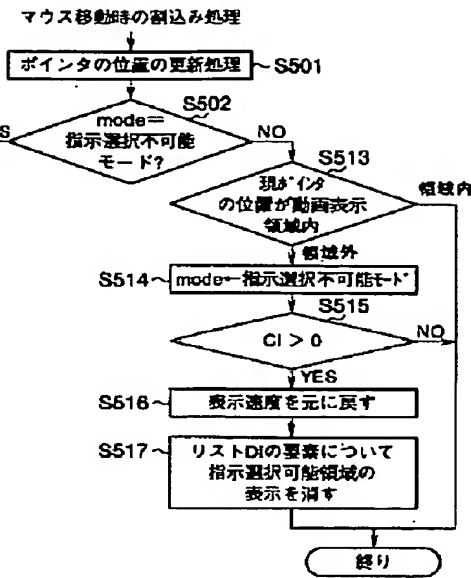 マウス移動時の割込み処理
ポインタの位置の更新処理
S501
S502
mode＝
指示選択不可能
モード?
S
NO
S513
現ポインタ
の位置が動画表示
領域内
領域内
領域外
S514
mode←指示選択不可能モード
S515
CI > 0
NO
YES
S516
表示速度を元に戻す
S517
リストDIの要素について
指示選択可能領域の
表示を消す
終り